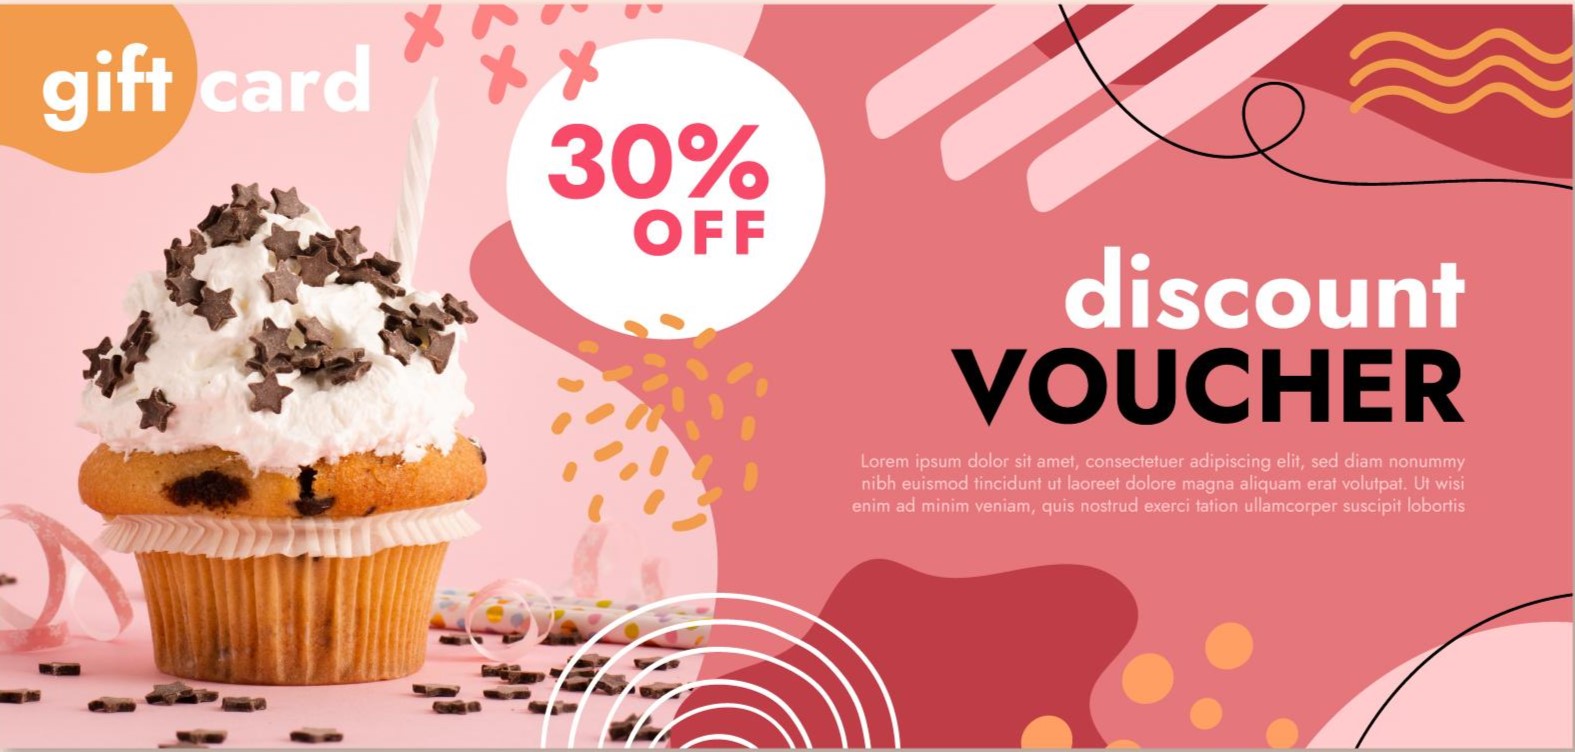 gift card
30%
OFF
discount
VOUCHER
Lorem ipsum dolor sit amet, consectetuer adipiscing elit, sed diam nonummy
nibh euismod tincidunt ut laoreet dolore magna aliquam erat volutpat. Ut wisi
enim ad minim veniam, quis nostrud exerci tation ullamcorper suscipit lobortis